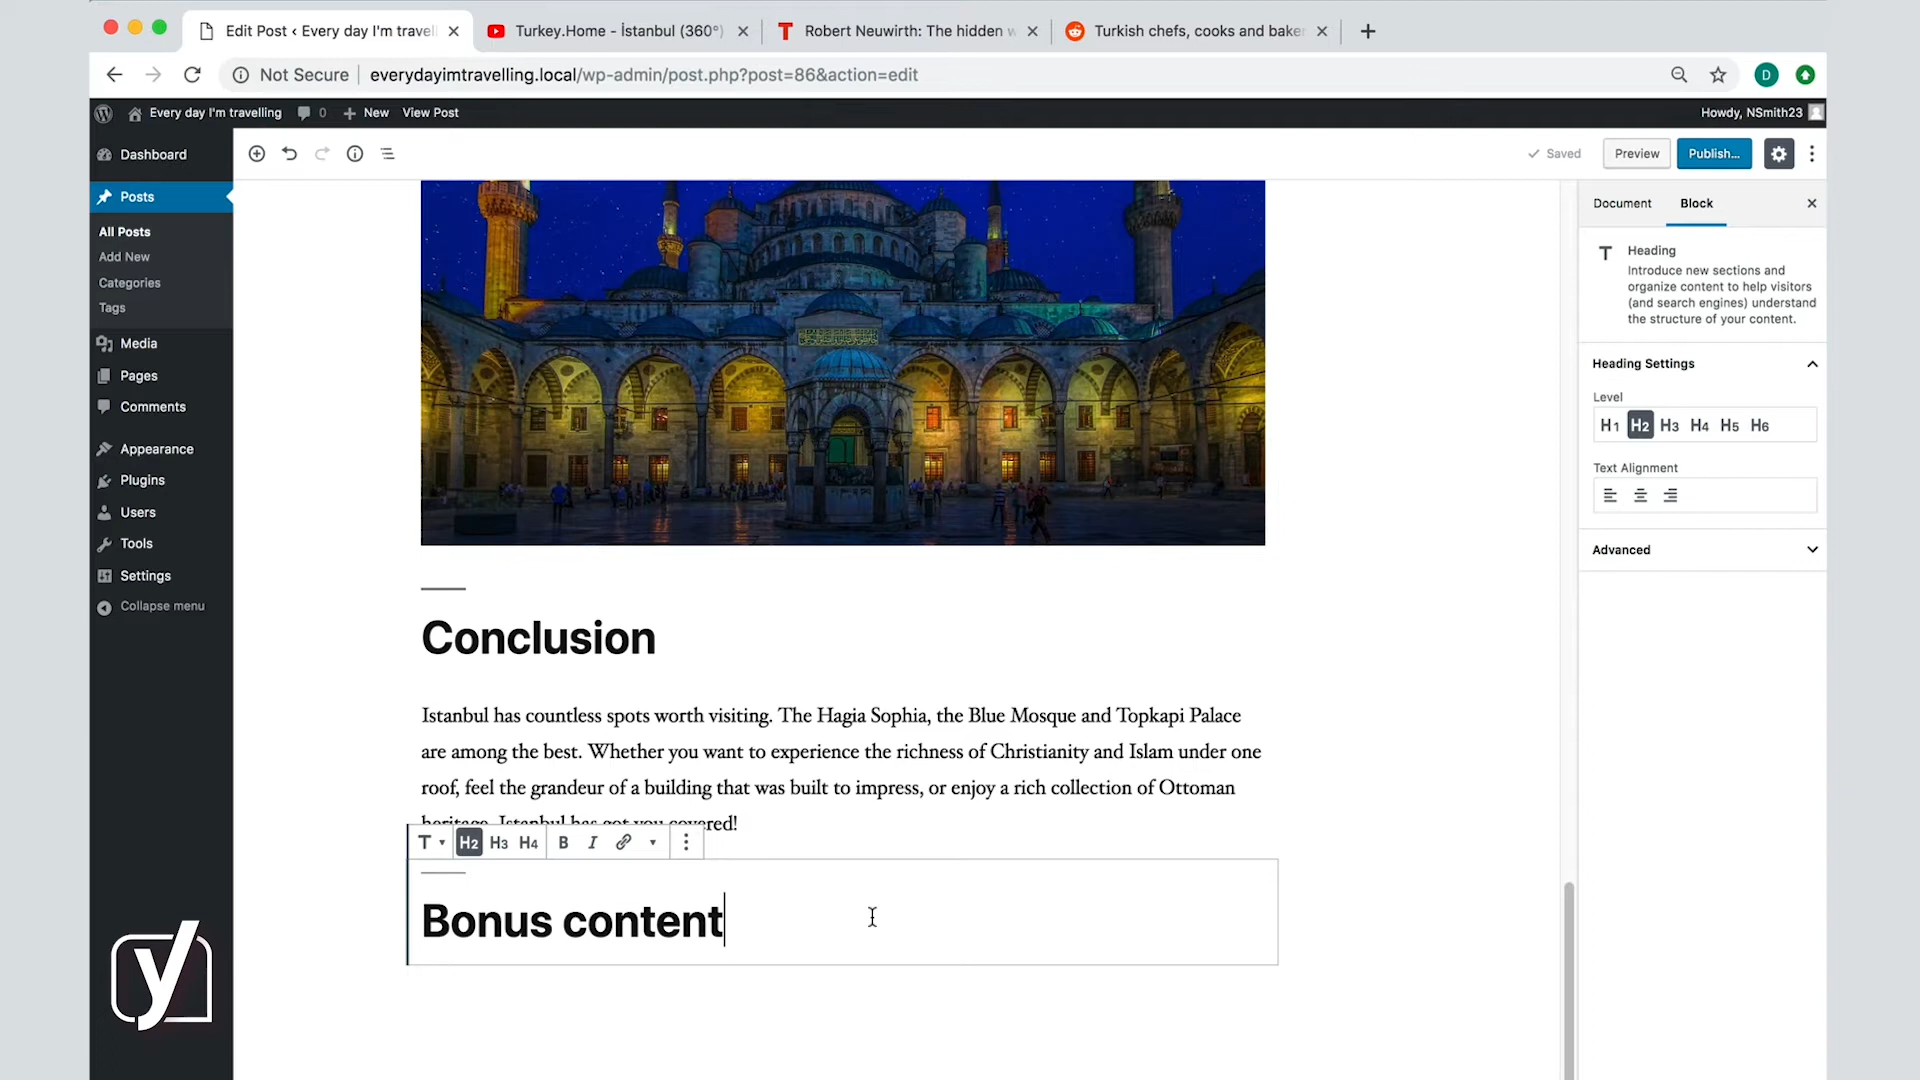 Edit Post ‹ Every day I'm travel
Turkey.Home - İstanbul (360°)
Robert Neuwirth: The hidden w
Turkish chefs, cooks and baker
Not Secure
everydayimtravelling.local/wp-admin/post.php?post=86&action=edit
D
Every day I'm travelling
0
New
View Post
Howdy, NSmith23
Dashboard
Posts
All Posts
Add New
Categories
Tags
Media
Pages
Comments
Appearance
Plugins
Users
Tools
Settings
Collapse menu
y
Saved
Preview
Publish...
Conclusion
Istanbul has countless spots worth visiting. The Hagia Sophia, the Blue Mosque and Topkapi Palace
are among the best. Whether you want to experience the richness of Christianity and Islam under one
roof, feel the grandeur of a building that was built to impress, or enjoy a rich collection of Ottoman
heritage, Istanbul has got you covered!
T H2 H3 H4 B I
Bonus content
Document
Block
T
Heading
Introduce new sections and
organize content to help visitors
(and search engines) understand
the structure of your content.
Heading Settings
Level
H1 H2 H3 H4 H5 H6
Text Alignment
Advanced